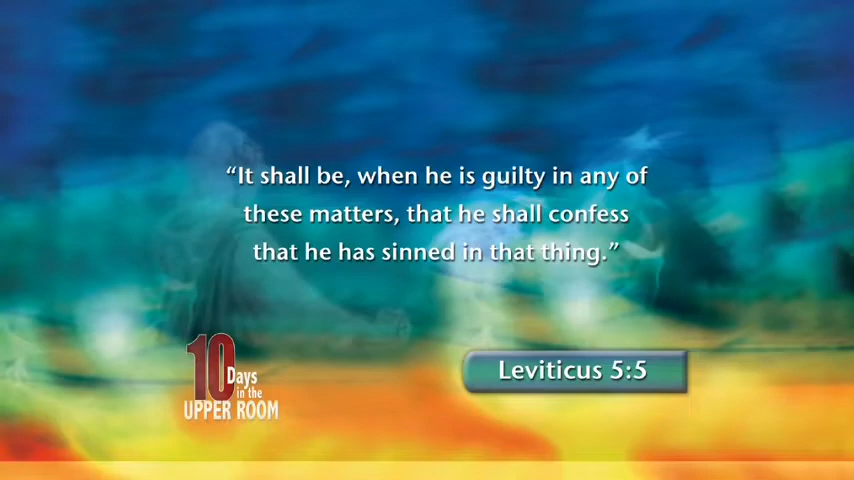 “It shall be, when he is guilty in any of
these matters, that he shall confess
that he has sinned in that thing.”
Leviticus 5:5
10
Days
in the
UPPER ROOM